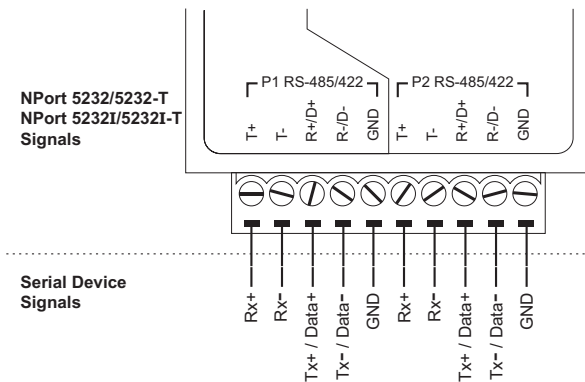 P1 RS-485/422
P2 RS-485/422
NPort 5232/5232-T
NPort 5232I/5232I-T
Signals
T+
T-
R+/D+
R-/D-
GND
T+
T-
R+/D+
R-/D-
GND
Serial Device
Signals
Rx+
Rx-
Tx+ / Data+
Tx- / Data-
GND
Rx+
Rx-
Tx+ / Data+
Tx- / Data-
GND